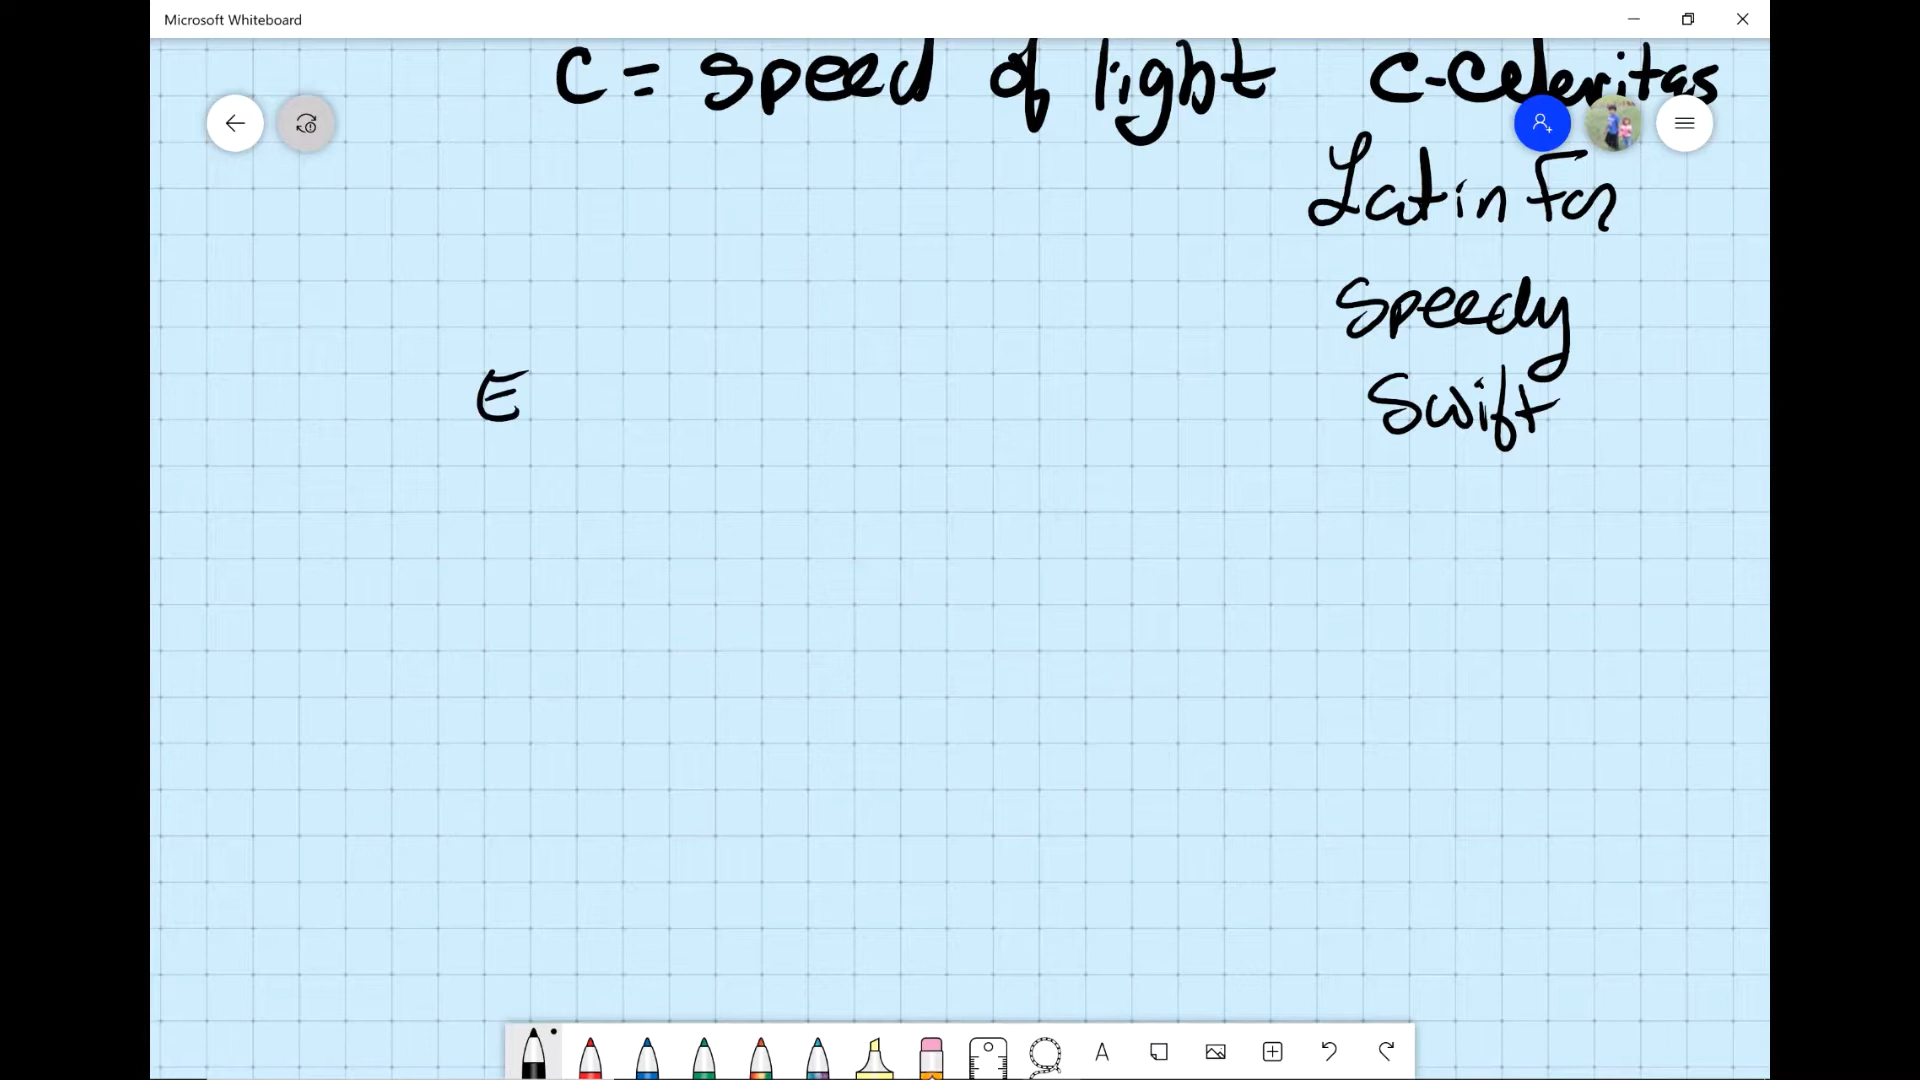 Microsoft Whiteboard
C = speed of light C-Celeritas
Latin For
Speedy
Swift
E
A